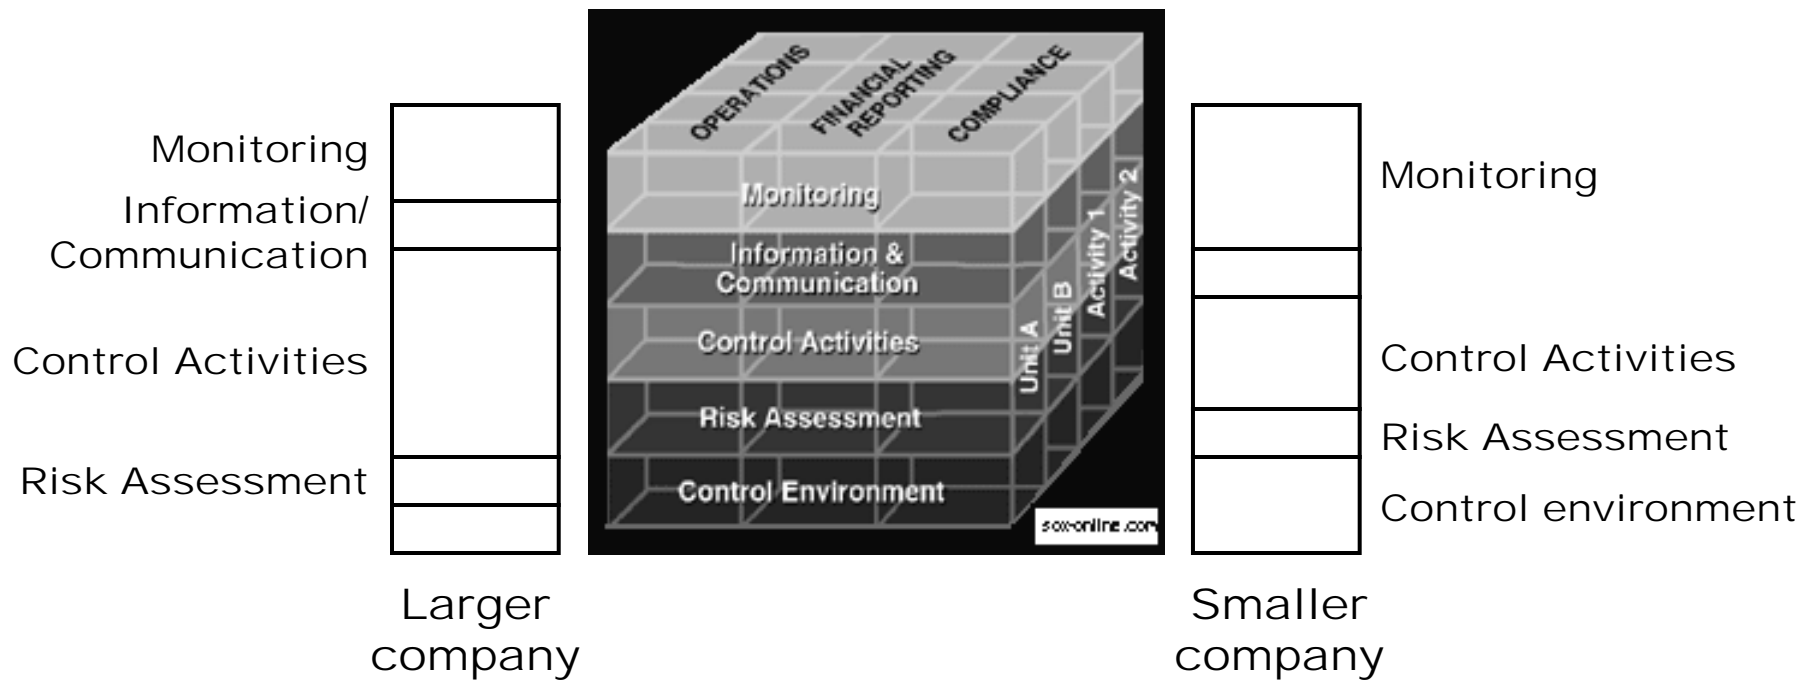 Monitoring
Information/
Communication
Control Activities
Risk Assessment
Larger
company
OPERATIONS
FINANCIAL
REPORTING
COMPLIANCE
Monitoring
Information &
Communication
Control Activities
Risk Assessment
Control Environment
Unit A
Unit B
Activity 1
Activity 2
sox-online.com
Monitoring
Control Activities
Risk Assessment
Control environment
Smaller
company